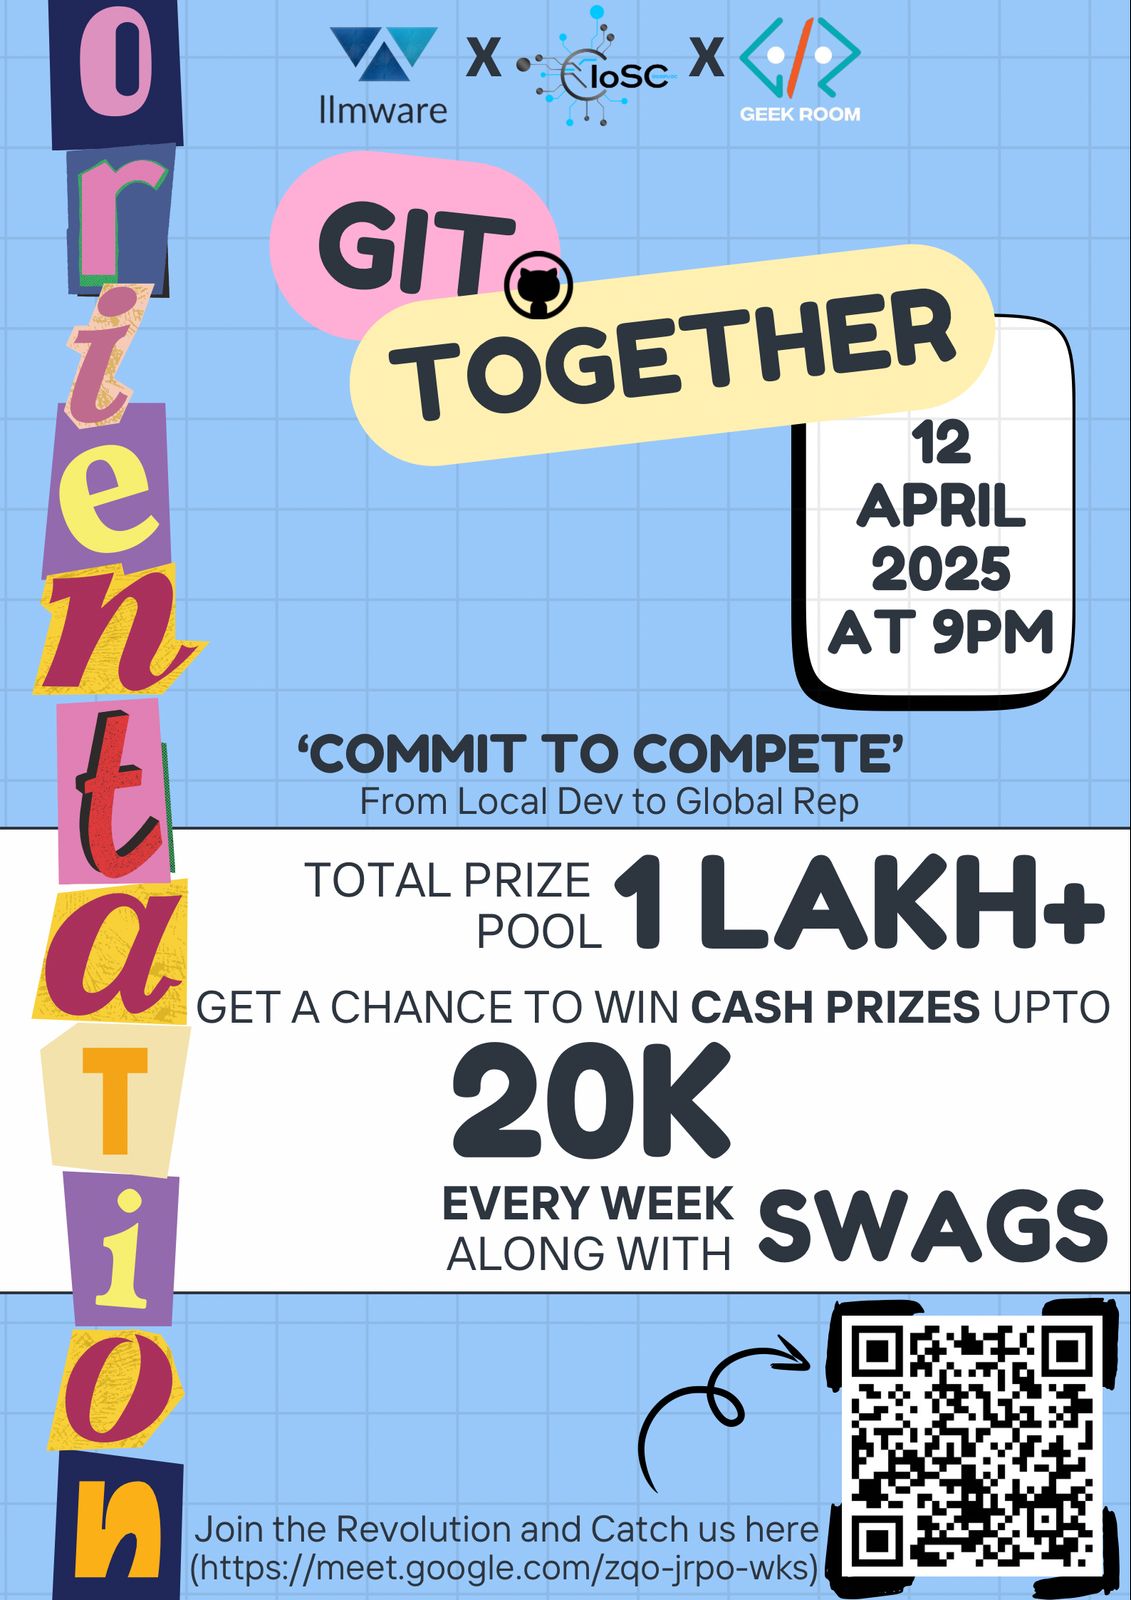 orientaTion
llmware X IoSC X GEEK ROOM
GIT
TOGETHER
12
APRIL
2025
AT 9PM
‘COMMIT TO COMPETE’
From Local Dev to Global Rep
TOTAL PRIZE
POOL 1 LAKH+
GET A CHANCE TO WIN CASH PRIZES UPTO
20K
EVERY WEEK
ALONG WITH SWAGS
Join the Revolution and Catch us here
(https://meet.google.com/zqo-jrpo-wks)